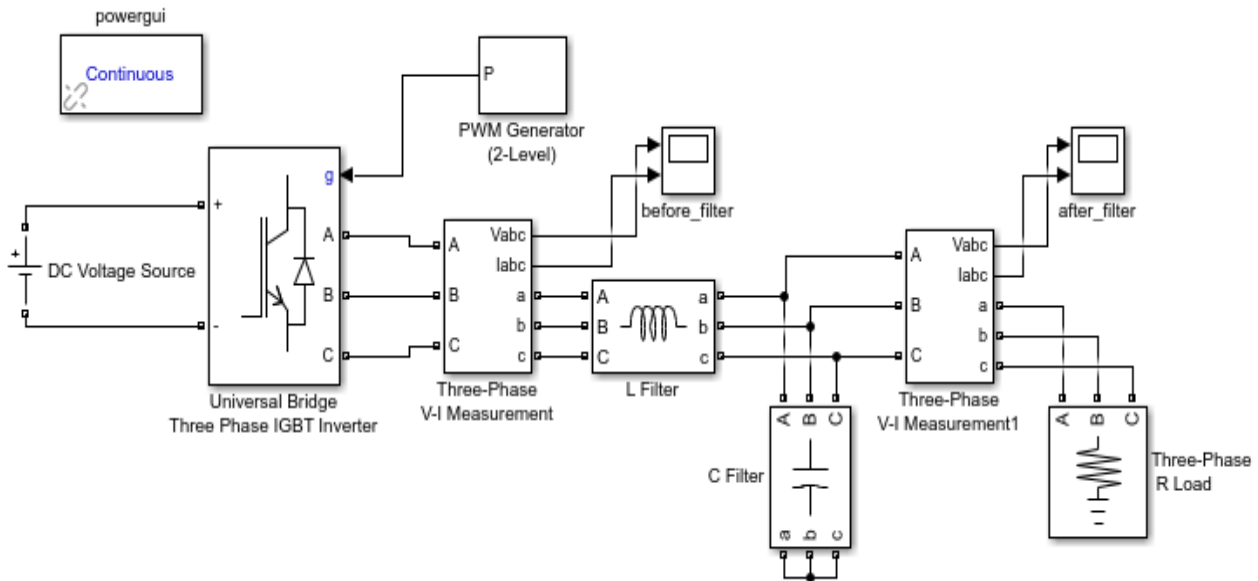 powergui
Continuous
P
PWM Generator
(2-Level)
g
+
A
B
C
-
+
DC Voltage Source
Universal Bridge
Three Phase IGBT Inverter
A
B
C
Vabc
Iabc
a
b
c
Three-Phase
V-I Measurement
before_filter
A
B
C
a
b
c
L Filter
A
B
C
a
b
c
C Filter
A
B
C
Vabc
Iabc
a
b
c
Three-Phase
V-I Measurement1
after_filter
A
B
C
Three-Phase
R Load